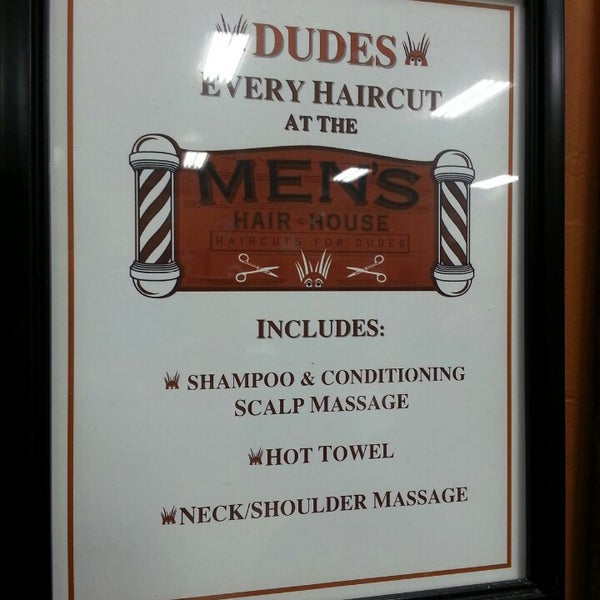 DUDES
EVERY HAIRCUT
AT THE
MEN'S
HAIR HOUSE
HAIRCUTS FOR DUDES
INCLUDES:
SHAMPOO & CONDITIONING
SCALP MASSAGE
HOT TOWEL
NECK/SHOULDER MASSAGE